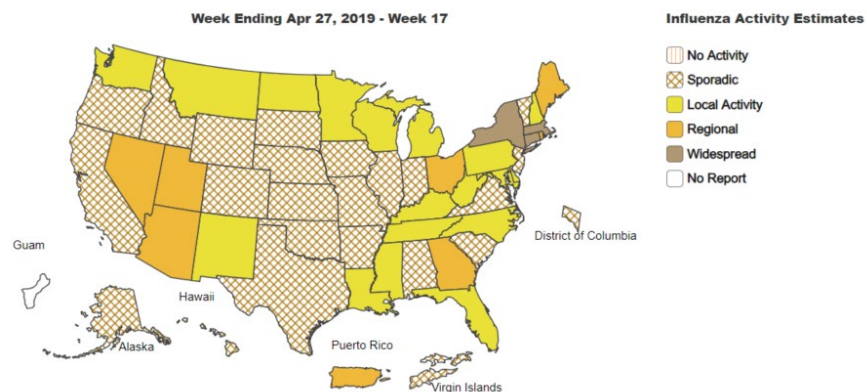 Week Ending Apr 27, 2019 - Week 17
Influenza Activity Estimates
No Activity
Sporadic
Local Activity
Regional
Widespread
No Report
District of Columbia
Guam
Hawaii
Alaska
Puerto Rico
Virgin Islands